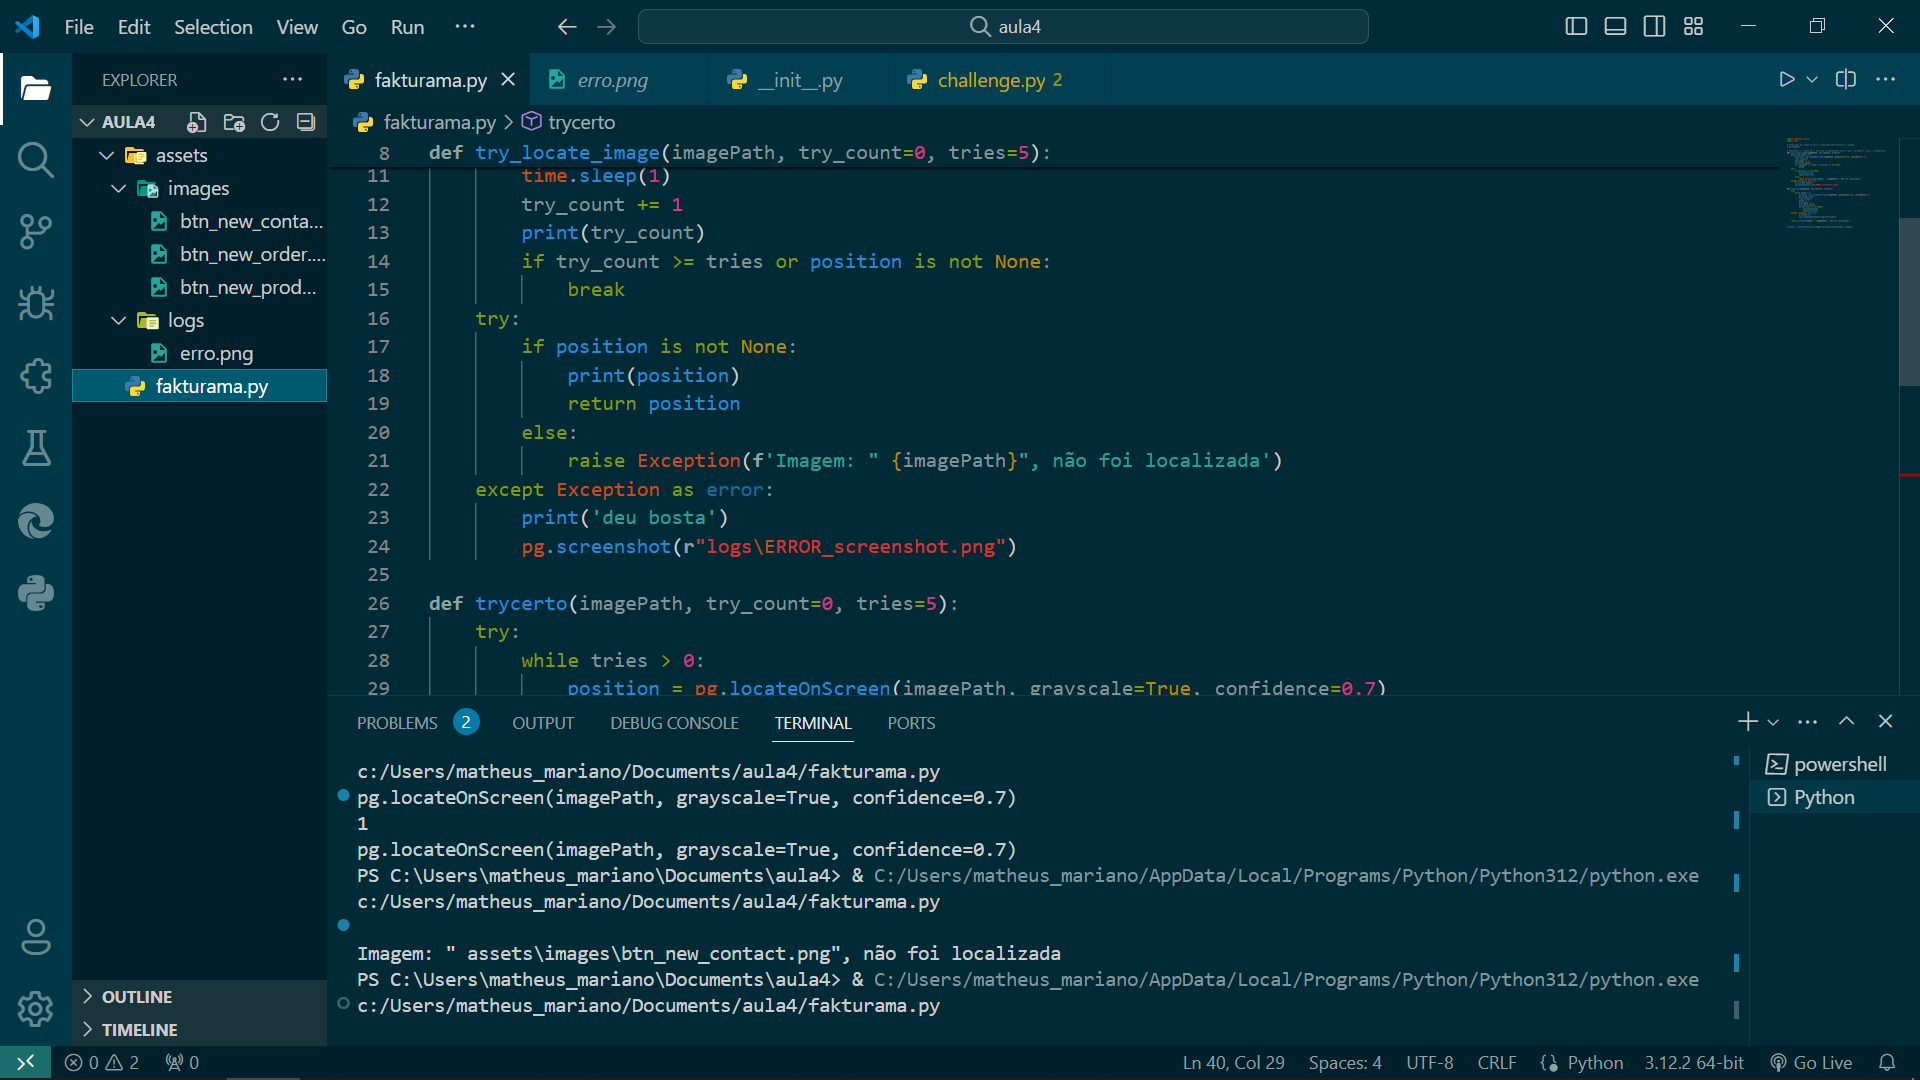 File Edit Selection View Go Run ···
aula4
EXPLORER
fakturama.py
erro.png
__init__.py
challenge.py 2
AULA4
fakturama.py > trycerto
assets
images
btn_new_conta...
btn_new_order....
btn_new_prod...
logs
erro.png
fakturama.py
OUTLINE
TIMELINE
8 def try_locate_image(imagePath, try_count=0, tries=5):
11 time.sleep(1)
12 try_count += 1
13 print(try_count)
14 if try_count >= tries or position is not None:
15 break
16 try:
17 if position is not None:
18 print(position)
19 return position
20 else:
21 raise Exception(f'Imagem: " {imagePath}", não foi localizada')
22 except Exception as error:
23 print('deu bosta')
24 pg.screenshot(r"logs\ERROR_screenshot.png")
25
26 def trycerto(imagePath, try_count=0, tries=5):
27 try:
28 while tries > 0:
29 position = pg.locateOnScreen(imagePath, grayscale=True, confidence=0.7)
PROBLEMS 2 OUTPUT DEBUG CONSOLE TERMINAL PORTS
c:/Users/matheus_mariano/Documents/aula4/fakturama.py
pg.locateOnScreen(imagePath, grayscale=True, confidence=0.7)
1
pg.locateOnScreen(imagePath, grayscale=True, confidence=0.7)
PS C:\Users\matheus_mariano\Documents\aula4> & C:/Users/matheus_mariano/AppData/Local/Programs/Python/Python312/python.exe
c:/Users/matheus_mariano/Documents/aula4/fakturama.py
Imagem: " assets\images\btn_new_contact.png", não foi localizada
PS C:\Users\matheus_mariano\Documents\aula4> & C:/Users/matheus_mariano/AppData/Local/Programs/Python/Python312/python.exe
c:/Users/matheus_mariano/Documents/aula4/fakturama.py
powershell
Python
0 2 0
Ln 40, Col 29 Spaces: 4 UTF-8 CRLF Python 3.12.2 64-bit Go Live